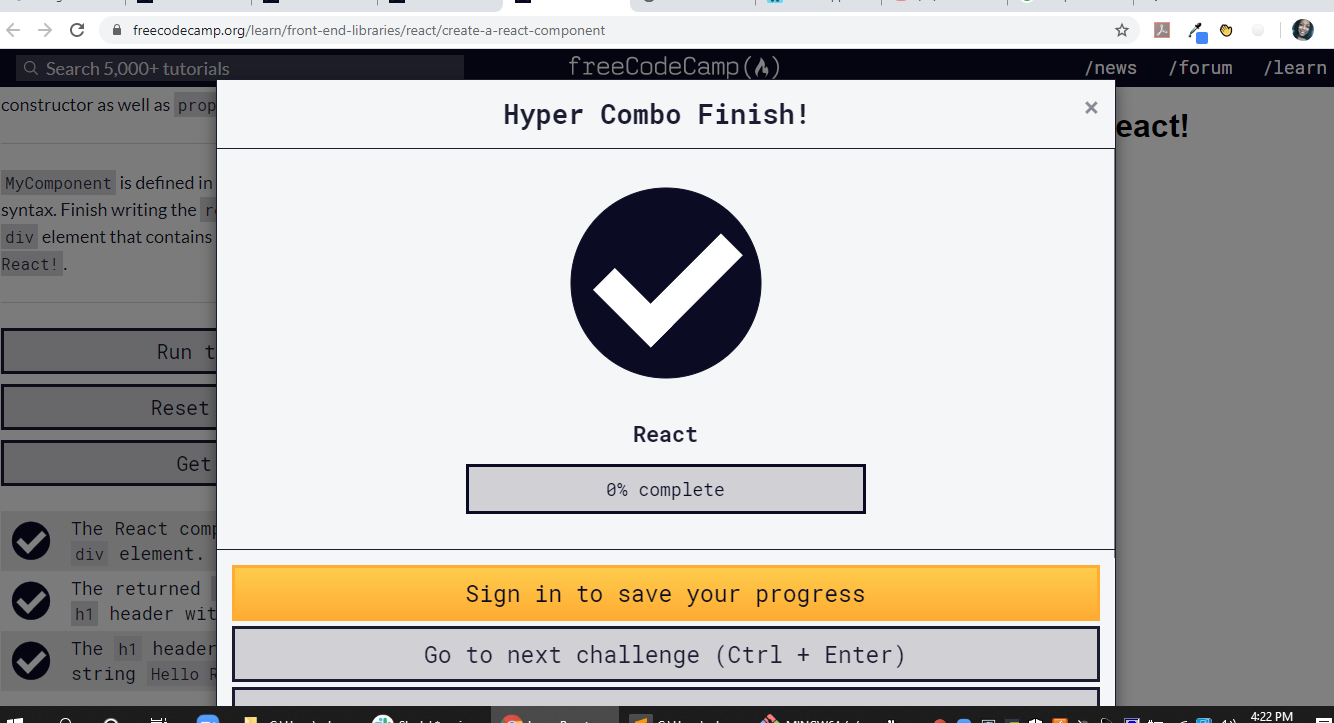 freecodecamp.org/learn/front-end-libraries/react/create-a-react-component
Search 5,000+ tutorials
freeCodeCamp(🔥)
/news /forum /learn
constructor as well as prop
Hyper Combo Finish!
×
eact!
MyComponent is defined in
syntax. Finish writing the
div element that contains
React!.
Run t
Reset
Get
React
0% complete
The React comp
div element.
The returned
h1 header wit
The h1 header
string Hello R
Sign in to save your progress
Go to next challenge (Ctrl + Enter)
4:22 PM